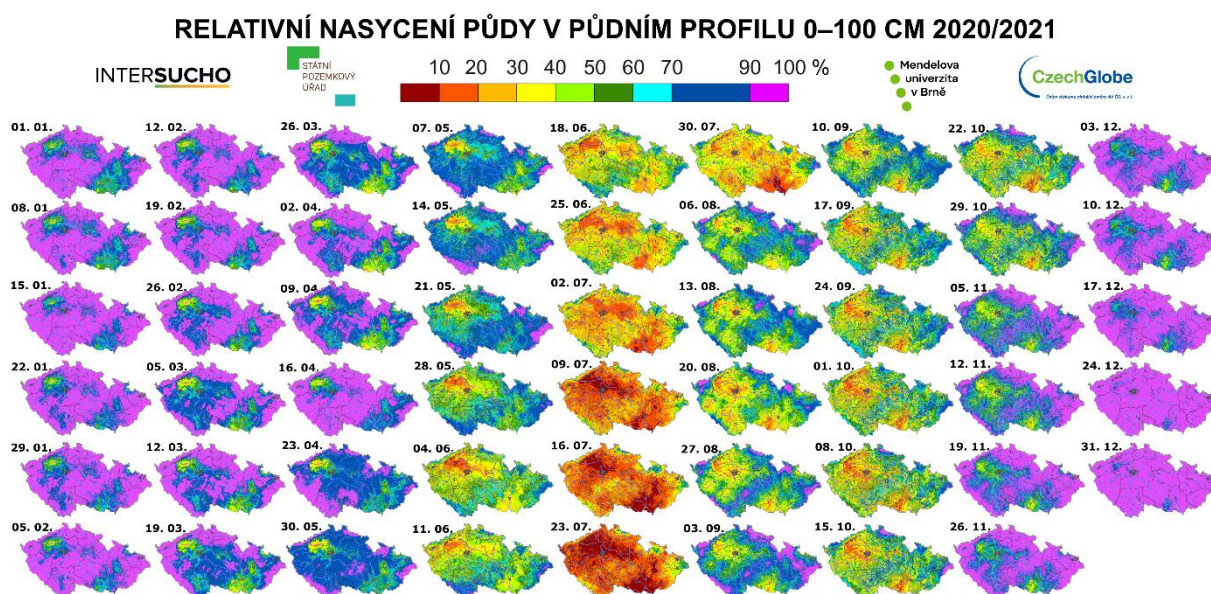 RELATIVNÍ NASYCENÍ PŮDY V PŮDNÍM PROFILU 0–100 CM 2020/2021
INTERSUCHO
STÁTNÍ
POZEMKOVÝ
ÚŘAD
10 20 30 40 50 60 70 90 100 %
Mendelova
univerzita
v Brně
CzechGlobe
01. 01. 12. 02. 26. 03. 07. 05. 18. 06. 30. 07. 10. 09. 22. 10. 03. 12.
08. 01 19. 02. 02. 04. 14. 05. 25. 06. 06. 08. 17. 09. 29. 10. 10. 12.
15. 01. 26. 02. 09. 04 21. 05. 02. 07. 13. 08. 24. 09. 05. 11 17. 12.
22. 01. 05. 03. 16. 04. 28. 05. 09. 07. 20. 08. 01. 10. 12. 11. 24. 12.
29. 01. 12. 03. 23. 04. 04. 06. 16. 07. 27. 08. 08. 10. 19. 11. 31. 12.
05. 02. 19. 03. 30. 05. 11. 06. 23. 07. 03. 09. 15. 10. 26. 11.